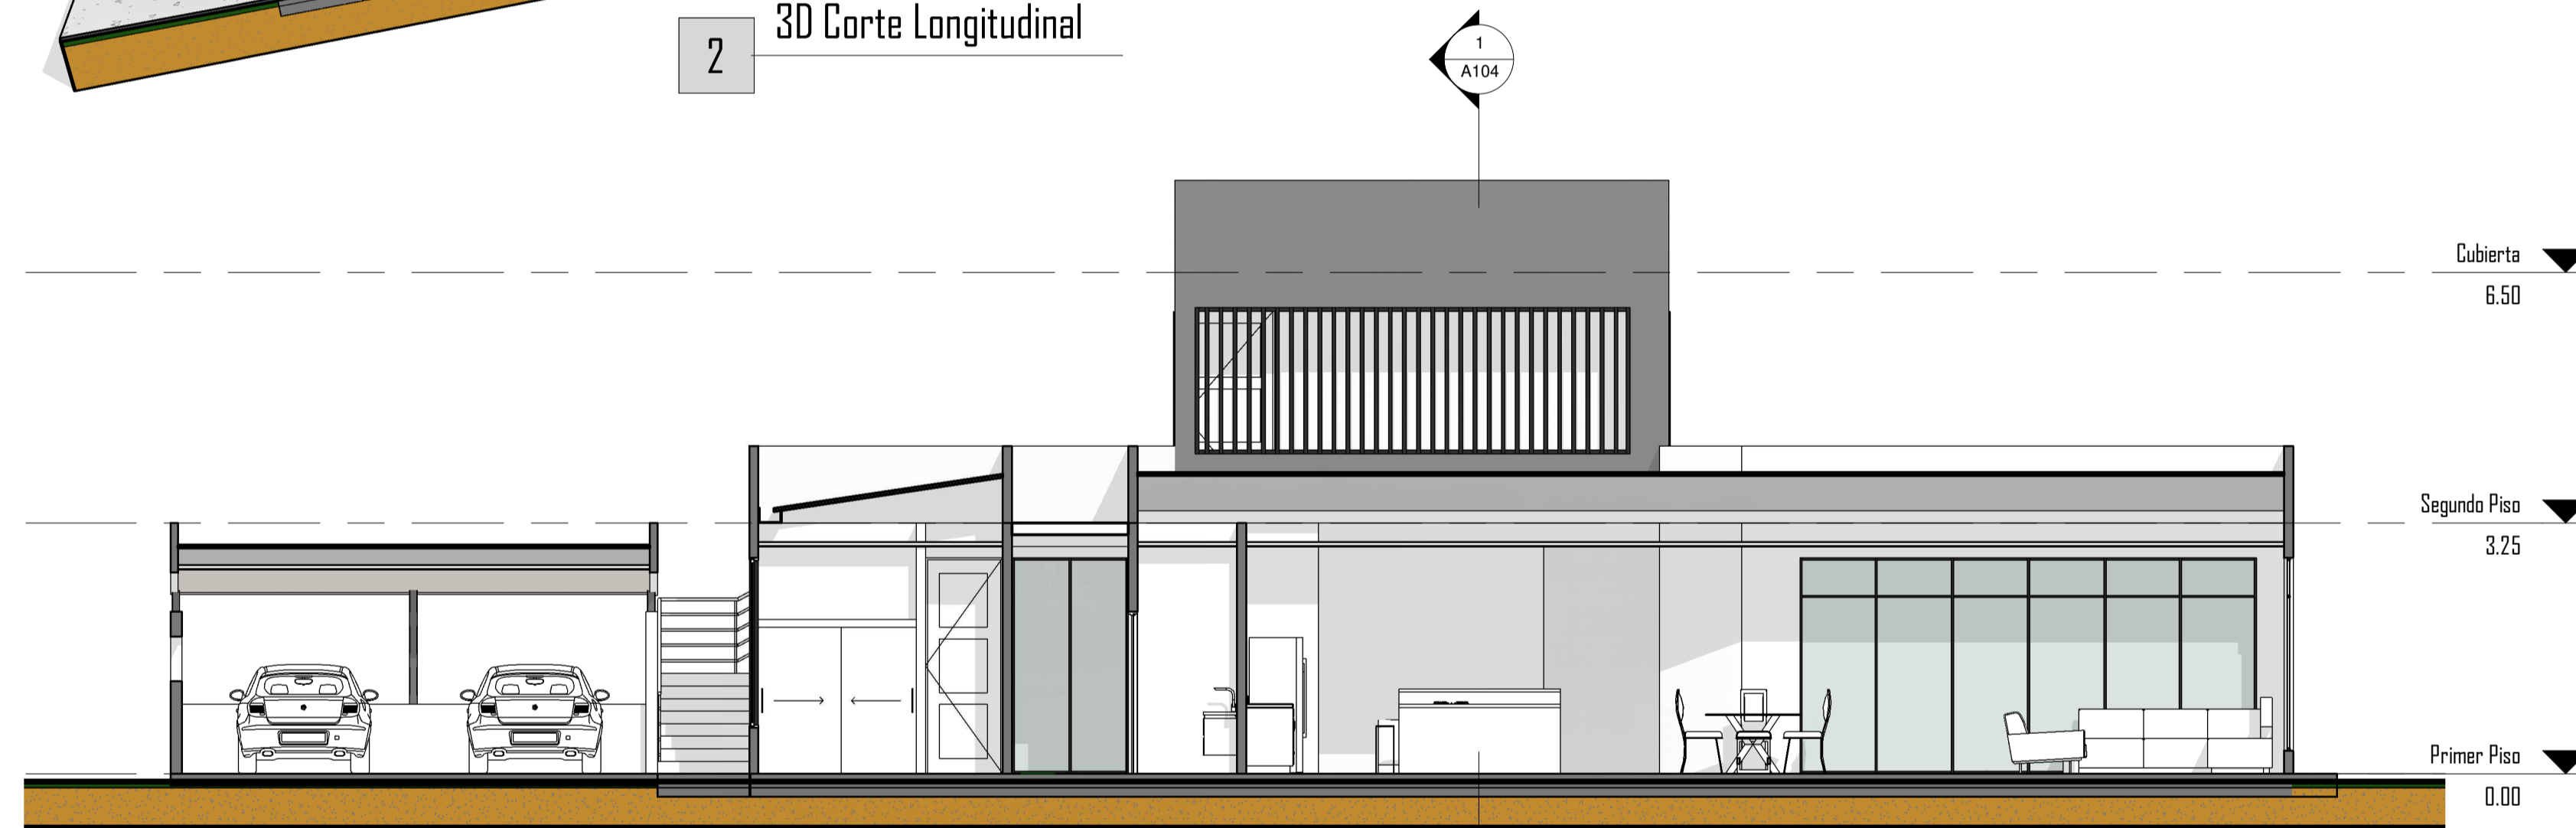 2
3D Corte Longitudinal
1
A104
Cubierta
6.50
Segundo Piso
3.25
Primer Piso
0.00